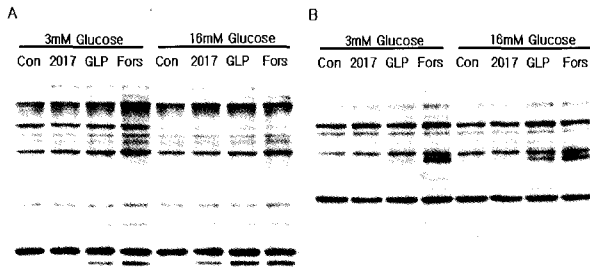 A
3mM Glucose 16mM Glucose
Con 2017 GLP Fors Con 2017 GLP Fors
B
3mM Glucose 16mM Glucose
Con 2017 GLP Fors Con 2017 GLP Fors